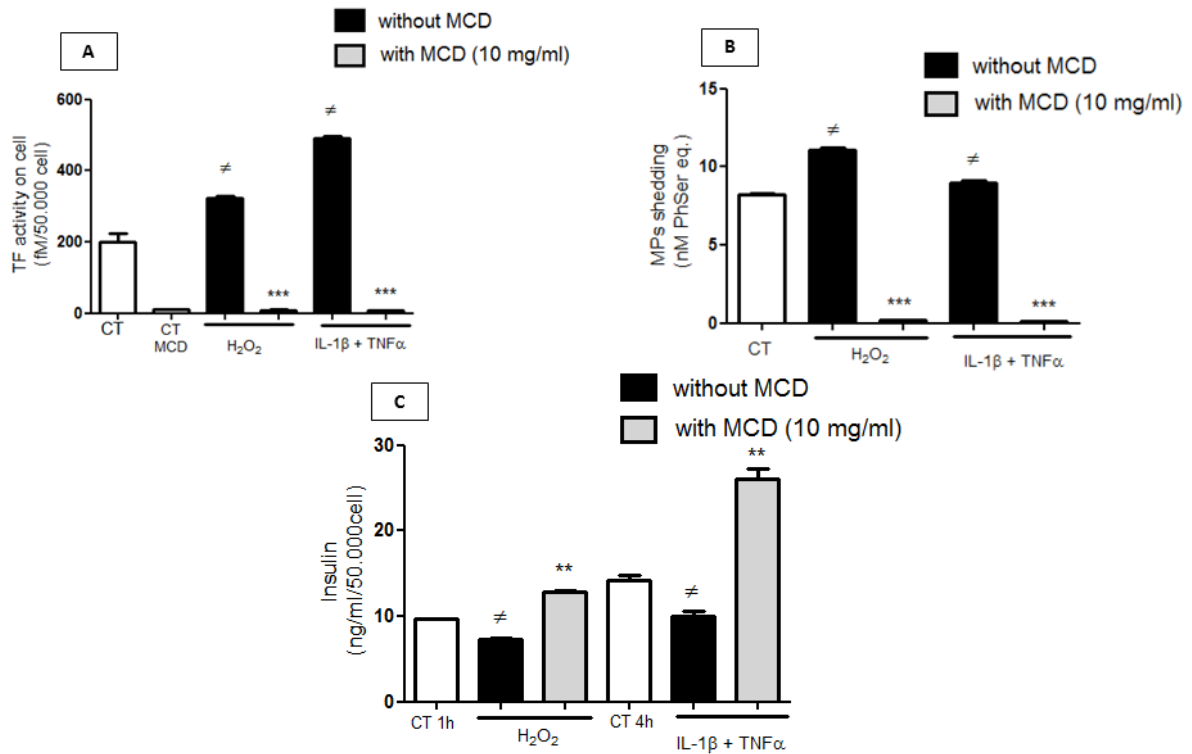 A
without MCD
with MCD (10 mg/ml)
TF activity on cell
(fM/50.000 cell)
600
400
200
0
≠
≠
***
***
CT
CT
MCD
H₂O₂
IL-1β + TNFα
B
without MCD
with MCD (10 mg/ml)
MPs shedding
(nM PhSer eq.)
15
10
5
0
≠
≠
***
***
CT
H₂O₂
IL-1β + TNFα
C
without MCD
with MCD (10 mg/ml)
Insulin
(ng/ml/50.000cell)
30
20
10
0
≠
**
≠
**
CT 1h
H₂O₂
CT 4h
IL-1β + TNFα